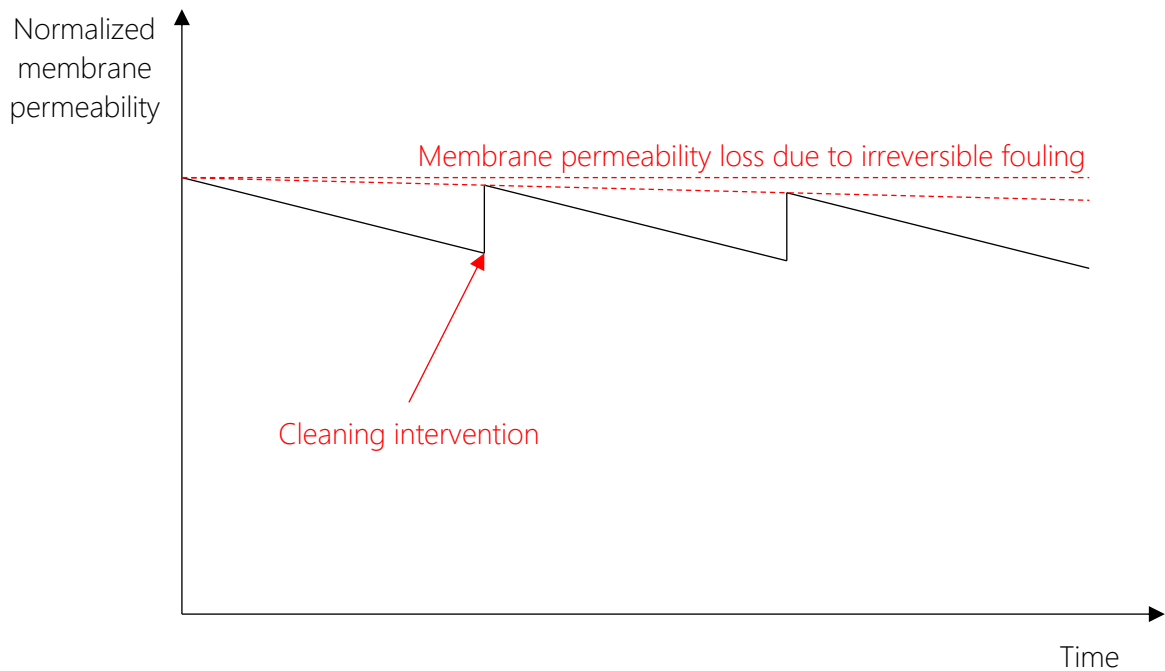 Normalized
membrane
permeability
Membrane permeability loss due to irreversible fouling
Cleaning intervention
Time